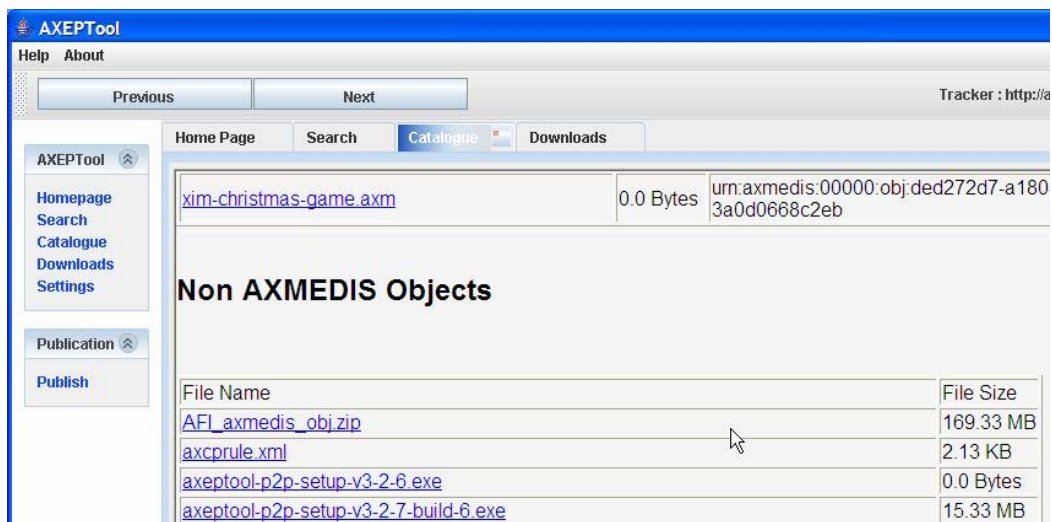 AXEPTool
Help About
Previous Next Tracker : http://a
Home Page Search Catalogue Downloads
AXEPTool
Homepage
Search
Catalogue
Downloads
Settings
Publication
Publish
xim-christmas-game.axm 0.0 Bytes urn:axmedis:00000:obj:ded272d7-a180
3a0d0668c2eb
Non AXMEDIS Objects
File Name File Size
AFI_axmedis_obj.zip 169.33 MB
axcprule.xml 2.13 KB
axeptool-p2p-setup-v3-2-6.exe 0.0 Bytes
axeptool-p2p-setup-v3-2-7-build-6.exe 15.33 MB